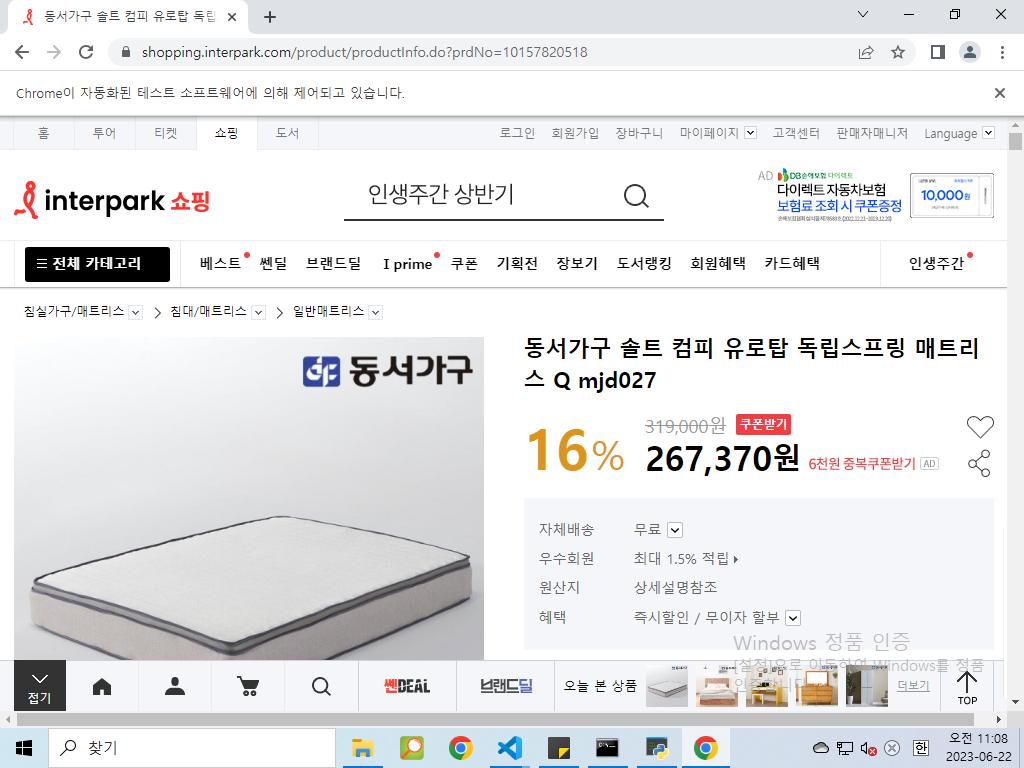 동서가구 솔트 컴피 유로탑 독립
shopping.interpark.com/product/productInfo.do?prdNo=10157820518
Chrome이 자동화된 테스트 소프트웨어에 의해 제어되고 있습니다.
홈 투어 티켓 쇼핑 도서 로그인 회원가입 장바구니 마이페이지 고객센터 판매자매니저 Language
interpark 쇼핑
인생주간 상반기
AD DB손해보험 다이렉트
다이렉트 자동차보험
보험료 조회 시 쿠폰증정
10,000원
전체 카테고리 베스트 쎈딜 브랜드딜 I prime 쿠폰 기획전 장보기 도서랭킹 회원혜택 카드혜택 인생주간
침실가구/매트리스 침대/매트리스 일반매트리스
동서가구
동서가구 솔트 컴피 유로탑 독립스프링 매트리
스 Q mjd027
16% 319,000원 쿠폰받기
267,370원 6천원 중복쿠폰받기 AD
자체배송 무료
우수회원 최대 1.5% 적립
원산지 상세설명참조
혜택 즉시할인 / 무이자 할부
Windows 정품 인증
[설정]으로 이동하여 Windows를 정품
접기 쎈DEAL 브랜드딜 오늘 본 상품 더보기 TOP
찾기
한
오전 11:08
2023-06-22